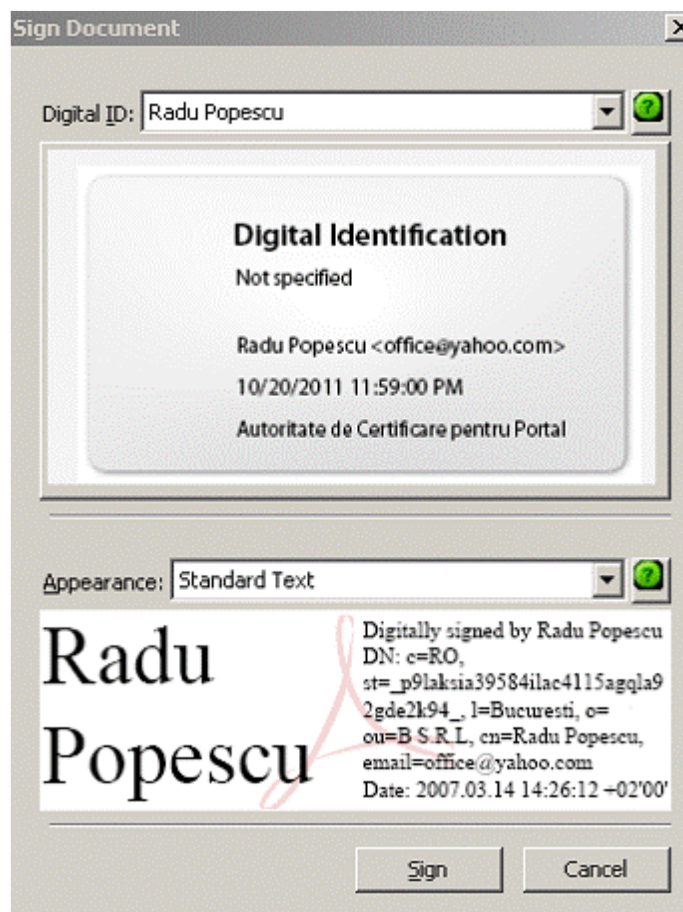 Sign Document
Digital ID: Radu Popescu
Digital Identification
Not specified
Radu Popescu <office@yahoo.com>
10/20/2011 11:59:00 PM
Autoritate de Certificare pentru Portal
Appearance: Standard Text
Radu
Popescu
Digitally signed by Radu Popescu
DN: c=RO,
st=_p9laksia39584ilac4115agqla9
2gde2k94_, l=Bucuresti, o=
ou=B S.R.L, cn=Radu Popescu,
email=office@yahoo.com
Date: 2007.03.14 14:26:12 +02'00'
Sign
Cancel